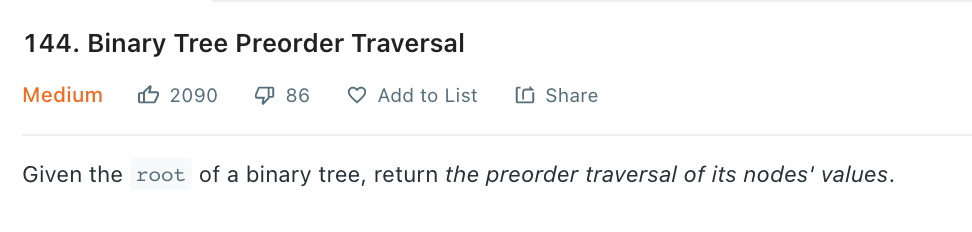 144. Binary Tree Preorder Traversal
Medium 2090 86 Add to List Share
Given the root of a binary tree, return the preorder traversal of its nodes' values.